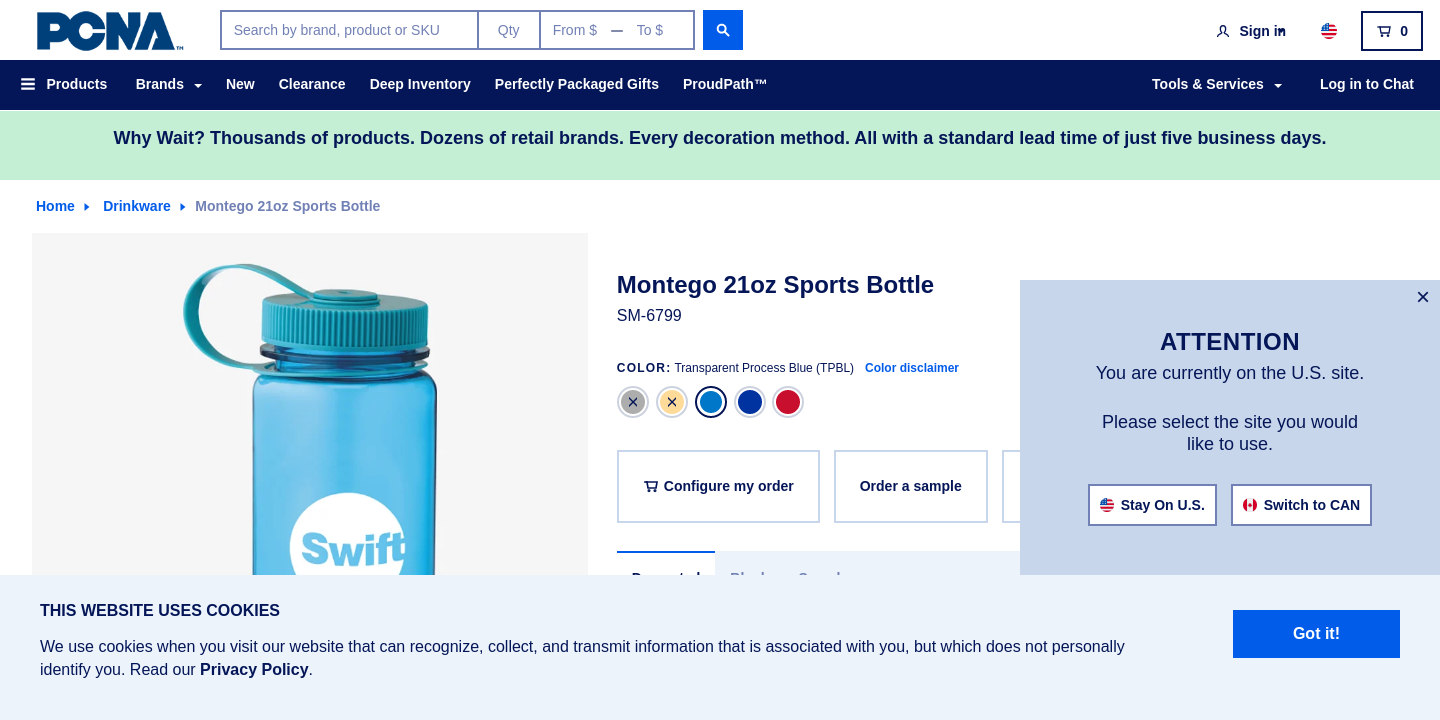 PCNA™
Search by brand, product or SKU
Qty
From $ — To $
Sign in
0
Products
Brands
New
Clearance
Deep Inventory
Perfectly Packaged Gifts
ProudPath™
Tools & Services
Log in to Chat
Why Wait? Thousands of products. Dozens of retail brands. Every decoration method. All with a standard lead time of just five business days.
Home
Drinkware
Montego 21oz Sports Bottle
Swift
Montego 21oz Sports Bottle
SM-6799
COLOR: Transparent Process Blue (TPBL) Color disclaimer
Configure my order
Order a sample
ATTENTION
You are currently on the U.S. site.
Please select the site you would
like to use.
Stay On U.S.
Switch to CAN
THIS WEBSITE USES COOKIES
We use cookies when you visit our website that can recognize, collect, and transmit information that is associated with you, but which does not personally
identify you. Read our Privacy Policy.
Got it!